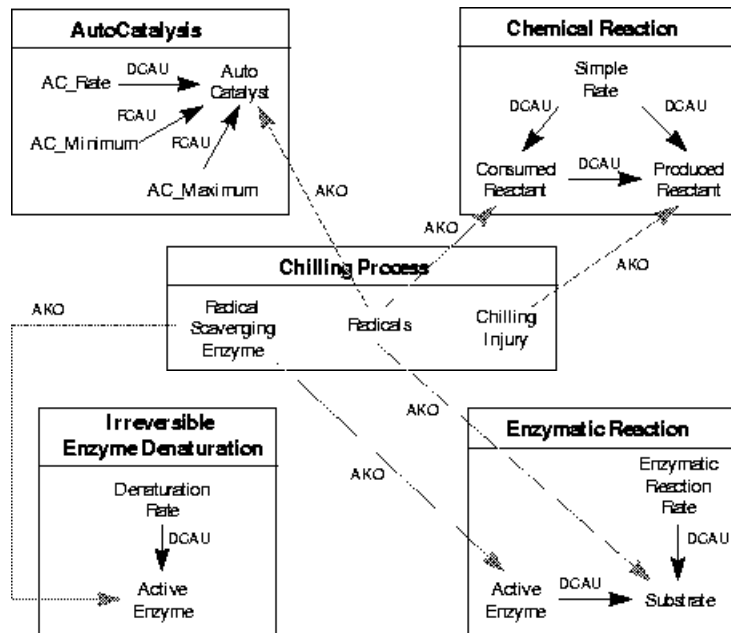 AutoCatalysis
DCAU
AC_Rate
Auto
Catalyst
FCAU
AC_Minimum
FCAU
AC_Maximum
Chemical Reaction
Simple
Rate
DCAU
DCAU
Consumed
Reactant
DCAU
Produced
Reactant
AKO
AKO
AKO
Chilling Process
Radical
Scavenging
Enzyme
Radicals
Chilling
Injury
AKO
AKO
AKO
Irreversible
Enzyme Denaturation
Denaturation
Rate
DCAU
Active
Enzyme
Enzymatic Reaction
Enzymatic
Reaction
Rate
DCAU
Active
Enzyme
DCAU
Substrate